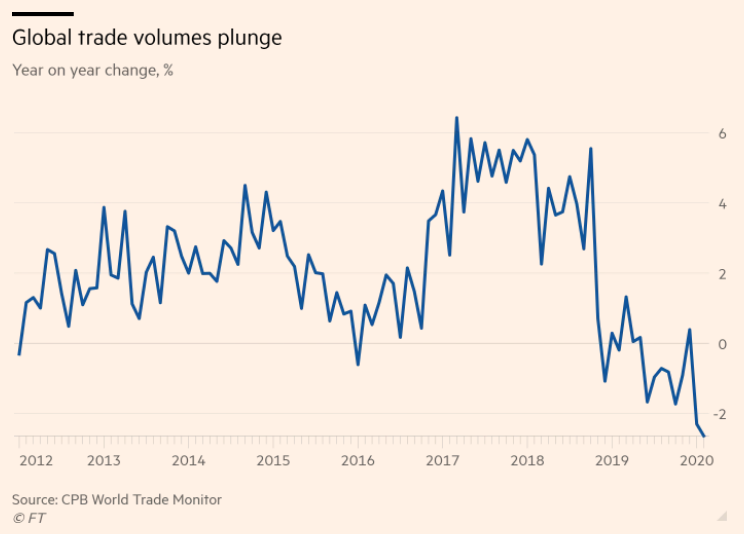 Global trade volumes plunge
Year on year change, %
6
4
2
0
-2
2012 2013 2014 2015 2016 2017 2018 2019 2020
Source: CPB World Trade Monitor
© FT